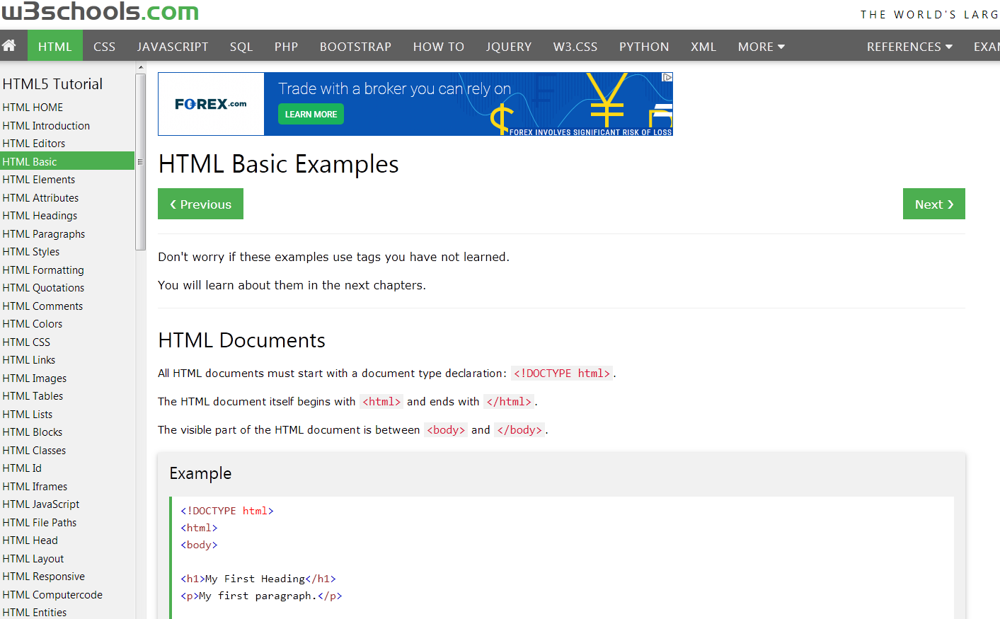 w3schools.com
THE WORLD'S LARG
HTML CSS JAVASCRIPT SQL PHP BOOTSTRAP HOW TO JQUERY W3.CSS PYTHON XML MORE REFERENCES EXAM
HTML5 Tutorial
HTML HOME
HTML Introduction
HTML Editors
HTML Basic
HTML Elements
HTML Attributes
HTML Headings
HTML Paragraphs
HTML Styles
HTML Formatting
HTML Quotations
HTML Comments
HTML Colors
HTML CSS
HTML Links
HTML Images
HTML Tables
HTML Lists
HTML Blocks
HTML Classes
HTML Id
HTML Iframes
HTML JavaScript
HTML File Paths
HTML Head
HTML Layout
HTML Responsive
HTML Computercode
HTML Entities
FOREX.com
Trade with a broker you can rely on
LEARN MORE
FOREX INVOLVES SIGNIFICANT RISK OF LOSS
HTML Basic Examples
❮ Previous
Next ❯
Don't worry if these examples use tags you have not learned.
You will learn about them in the next chapters.
HTML Documents
All HTML documents must start with a document type declaration: <!DOCTYPE html>.
The HTML document itself begins with <html> and ends with </html>.
The visible part of the HTML document is between <body> and </body>.
Example
<!DOCTYPE html>
<html>
<body>
<h1>My First Heading</h1>
<p>My first paragraph.</p>